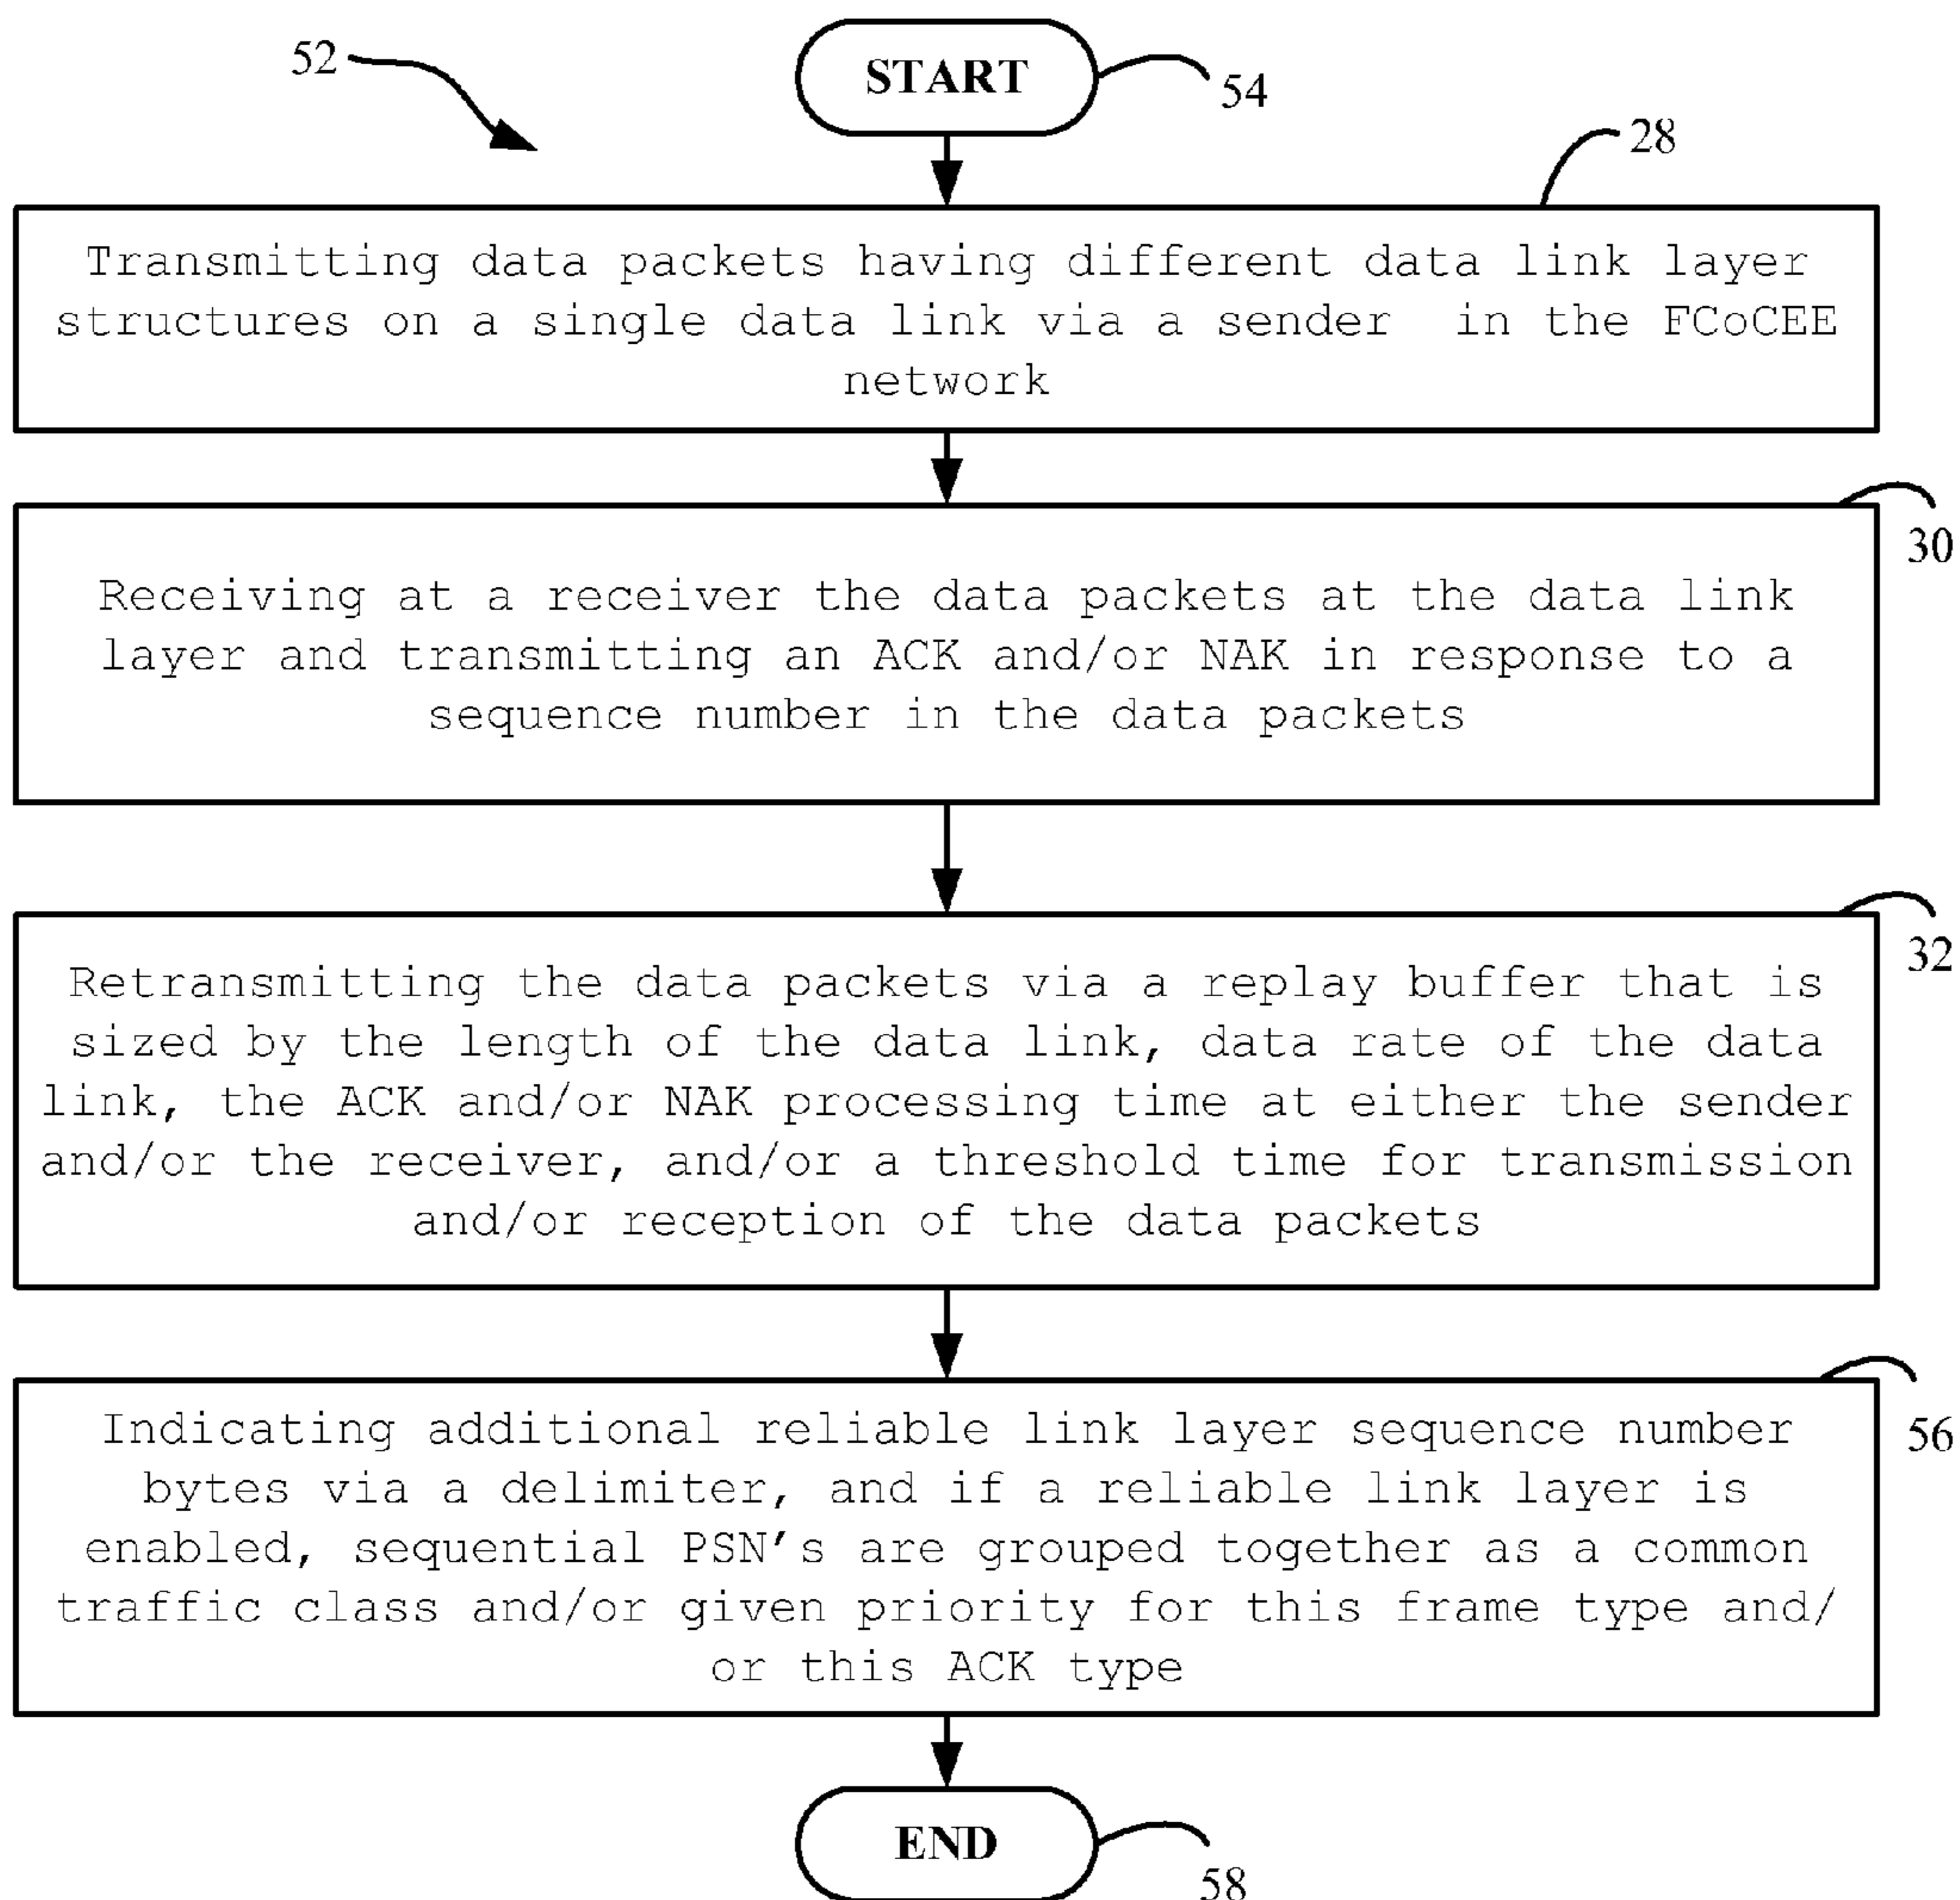 52
START
54
28
Transmitting data packets having different data link layer
structures on a single data link via a sender in the FCoCEE
network
30
Receiving at a receiver the data packets at the data link
layer and transmitting an ACK and/or NAK in response to a
sequence number in the data packets
32
Retransmitting the data packets via a replay buffer that is
sized by the length of the data link, data rate of the data
link, the ACK and/or NAK processing time at either the sender
and/or the receiver, and/or a threshold time for transmission
and/or reception of the data packets
56
Indicating additional reliable link layer sequence number
bytes via a delimiter, and if a reliable link layer is
enabled, sequential PSN's are grouped together as a common
traffic class and/or given priority for this frame type and/
or this ACK type
END
58